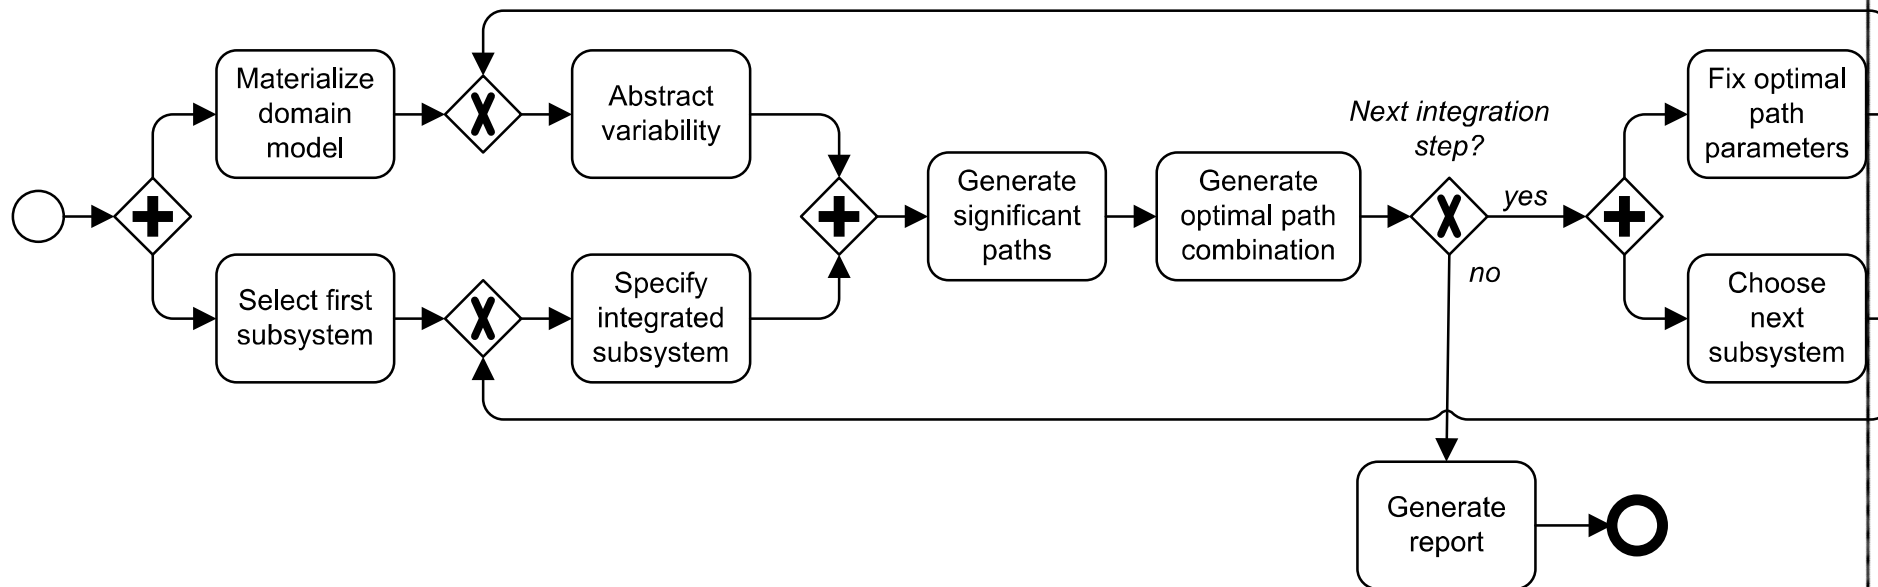 Materialize
domain
model
Select first
subsystem
Abstract
variability
Specify
integrated
subsystem
Generate
significant
paths
Generate
optimal path
combination
Next integration
step?
yes
no
Fix optimal
path
parameters
Choose
next
subsystem
Generate
report